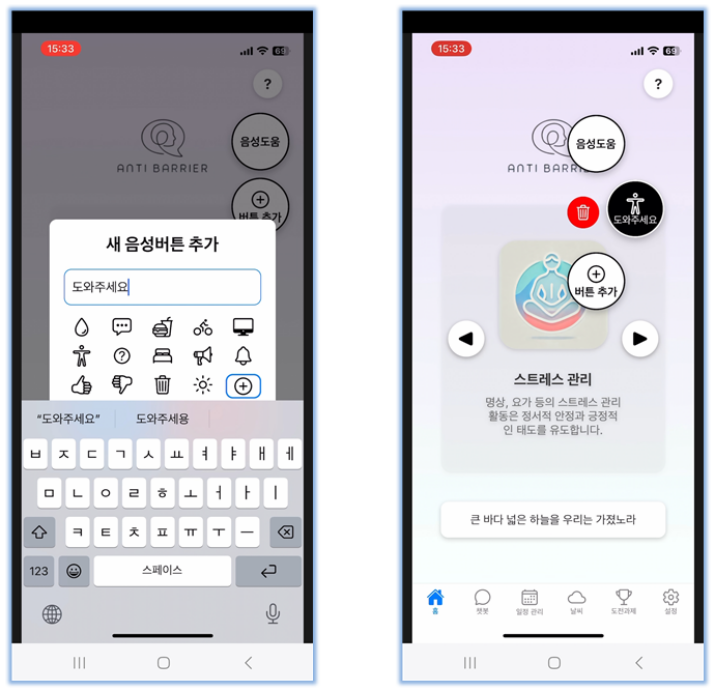 15:33
?
음성도움
ANTI BARRIER
버튼 추가
새 음성버튼 추가
도와주세요
"도와주세요"
도와주세용
ㅂ ㅈ ㄷ ㄱ ㅅ ㅛ ㅕ ㅑ ㅐ ㅔ
ㅁ ㄴ ㅇ ㄹ ㅎ ㅗ ㅓ ㅏ ㅣ
ㅋ ㅌ ㅊ ㅍ ㅠ ㅜ ㅡ
123
스페이스
15:33
?
음성도움
ANTI BARR
도와주세요
버튼 추가
스트레스 관리
명상, 요가 등의 스트레스 관리
활동은 정서적 안정과 긍정적
인 태도를 유도합니다.
큰 바다 넓은 하늘을 우리는 가졌노라
홈
챗봇
일정 관리
날씨
도전과제
설정